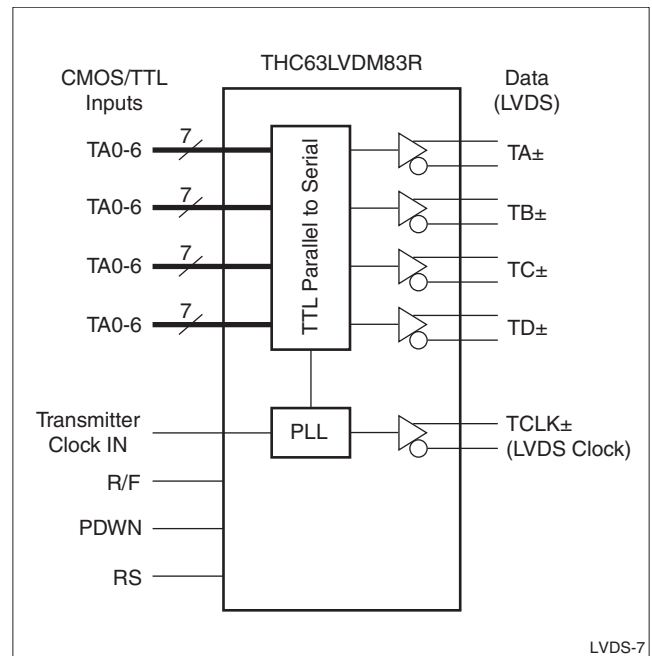 THC63LVDM83R
CMOS/TTL
Inputs
Data
(LVDS)
TA0-6
7
TA±
TA0-6
7
TB±
TA0-6
7
TC±
TA0-6
7
TD±
TTL Parallel to Serial
Transmitter
Clock IN
PLL
TCLK±
(LVDS Clock)
R/F
PDWN
RS
LVDS-7